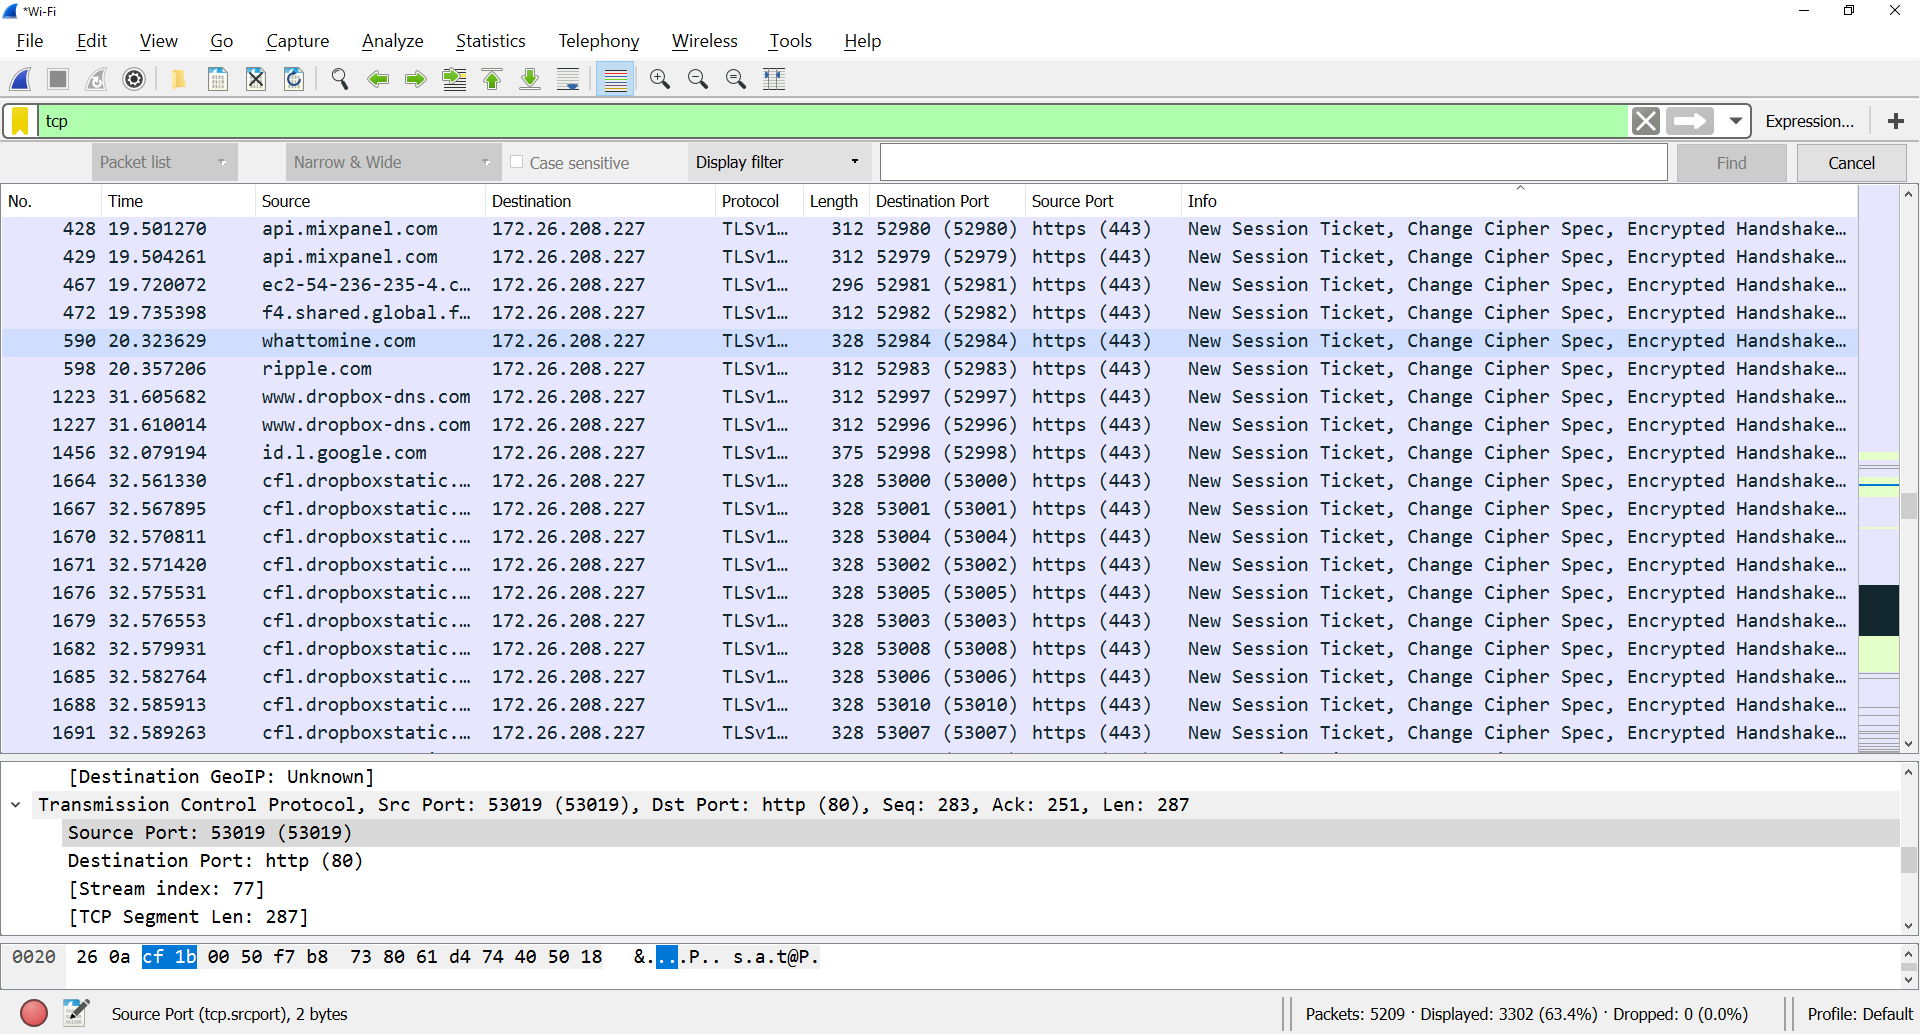 *Wi-Fi
File Edit View Go Capture Analyze Statistics Telephony Wireless Tools Help
tcp Expression... +
Packet list Narrow & Wide Case sensitive Display filter Find Cancel
No. Time Source Destination Protocol Length Destination Port Source Port Info
428 19.501270 api.mixpanel.com 172.26.208.227 TLSv1… 312 52980 (52980) https (443) New Session Ticket, Change Cipher Spec, Encrypted Handshake…
429 19.504261 api.mixpanel.com 172.26.208.227 TLSv1… 312 52979 (52979) https (443) New Session Ticket, Change Cipher Spec, Encrypted Handshake…
467 19.720072 ec2-54-236-235-4.c… 172.26.208.227 TLSv1… 296 52981 (52981) https (443) New Session Ticket, Change Cipher Spec, Encrypted Handshake…
472 19.735398 f4.shared.global.f… 172.26.208.227 TLSv1… 312 52982 (52982) https (443) New Session Ticket, Change Cipher Spec, Encrypted Handshake…
590 20.323629 whattomine.com 172.26.208.227 TLSv1… 328 52984 (52984) https (443) New Session Ticket, Change Cipher Spec, Encrypted Handshake…
598 20.357206 ripple.com 172.26.208.227 TLSv1… 312 52983 (52983) https (443) New Session Ticket, Change Cipher Spec, Encrypted Handshake…
1223 31.605682 www.dropbox-dns.com 172.26.208.227 TLSv1… 312 52997 (52997) https (443) New Session Ticket, Change Cipher Spec, Encrypted Handshake…
1227 31.610014 www.dropbox-dns.com 172.26.208.227 TLSv1… 312 52996 (52996) https (443) New Session Ticket, Change Cipher Spec, Encrypted Handshake…
1456 32.079194 id.l.google.com 172.26.208.227 TLSv1… 375 52998 (52998) https (443) New Session Ticket, Change Cipher Spec, Encrypted Handshake…
1664 32.561330 cfl.dropboxstatic.… 172.26.208.227 TLSv1… 328 53000 (53000) https (443) New Session Ticket, Change Cipher Spec, Encrypted Handshake…
1667 32.567895 cfl.dropboxstatic.… 172.26.208.227 TLSv1… 328 53001 (53001) https (443) New Session Ticket, Change Cipher Spec, Encrypted Handshake…
1670 32.570811 cfl.dropboxstatic.… 172.26.208.227 TLSv1… 328 53004 (53004) https (443) New Session Ticket, Change Cipher Spec, Encrypted Handshake…
1671 32.571420 cfl.dropboxstatic.… 172.26.208.227 TLSv1… 328 53002 (53002) https (443) New Session Ticket, Change Cipher Spec, Encrypted Handshake…
1676 32.575531 cfl.dropboxstatic.… 172.26.208.227 TLSv1… 328 53005 (53005) https (443) New Session Ticket, Change Cipher Spec, Encrypted Handshake…
1679 32.576553 cfl.dropboxstatic.… 172.26.208.227 TLSv1… 328 53003 (53003) https (443) New Session Ticket, Change Cipher Spec, Encrypted Handshake…
1682 32.579931 cfl.dropboxstatic.… 172.26.208.227 TLSv1… 328 53008 (53008) https (443) New Session Ticket, Change Cipher Spec, Encrypted Handshake…
1685 32.582764 cfl.dropboxstatic.… 172.26.208.227 TLSv1… 328 53006 (53006) https (443) New Session Ticket, Change Cipher Spec, Encrypted Handshake…
1688 32.585913 cfl.dropboxstatic.… 172.26.208.227 TLSv1… 328 53010 (53010) https (443) New Session Ticket, Change Cipher Spec, Encrypted Handshake…
1691 32.589263 cfl.dropboxstatic.… 172.26.208.227 TLSv1… 328 53007 (53007) https (443) New Session Ticket, Change Cipher Spec, Encrypted Handshake…
[Destination GeoIP: Unknown]
Transmission Control Protocol, Src Port: 53019 (53019), Dst Port: http (80), Seq: 283, Ack: 251, Len: 287
Source Port: 53019 (53019)
Destination Port: http (80)
[Stream index: 77]
[TCP Segment Len: 287]
0020 26 0a cf 1b 00 50 f7 b8 73 80 61 d4 74 40 50 18 &....P.. s.a.t@P.
Source Port (tcp.srcport), 2 bytes Packets: 5209 · Displayed: 3302 (63.4%) · Dropped: 0 (0.0%) Profile: Default